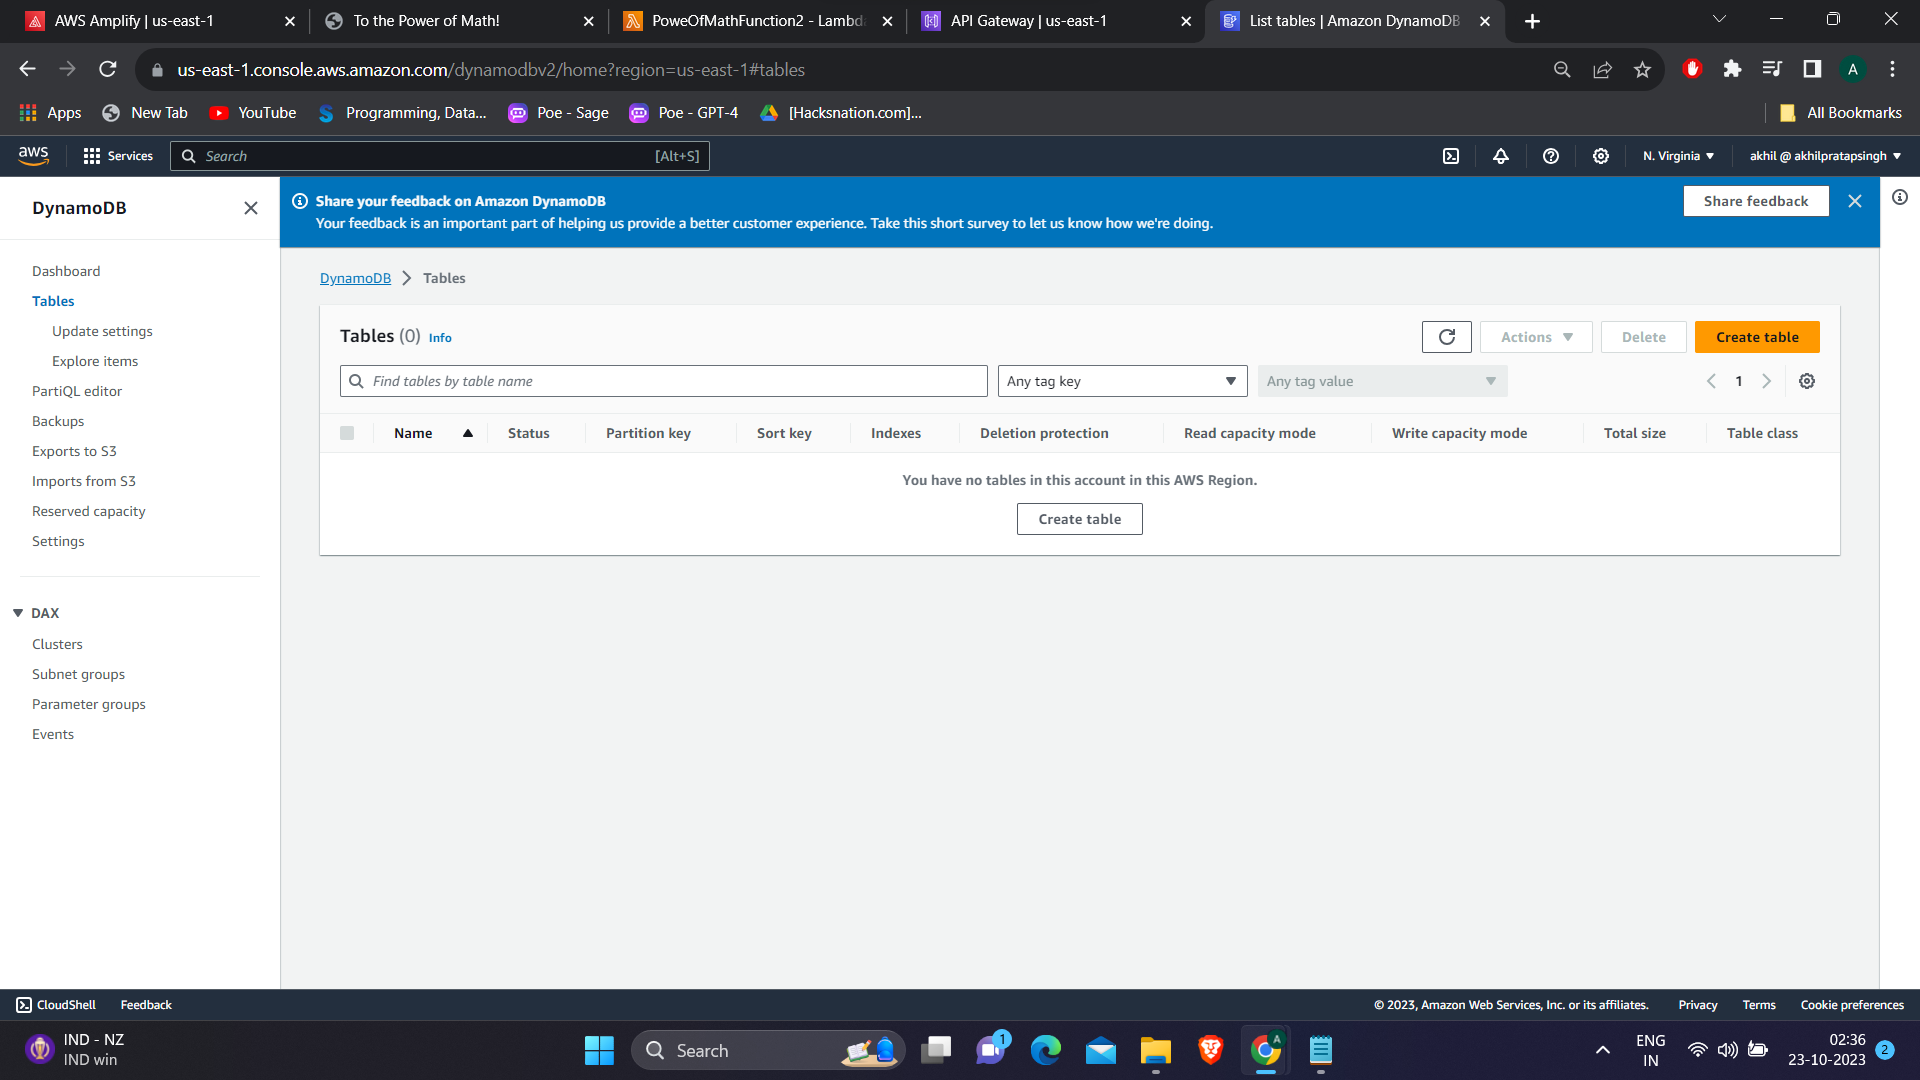 AWS Amplify | us-east-1
To the Power of Math!
PoweOfMathFunction2 - Lambd
API Gateway | us-east-1
List tables | Amazon DynamoDB
us-east-1.console.aws.amazon.com/dynamodbv2/home?region=us-east-1#tables
A
Apps
New Tab
YouTube
Programming, Data...
Poe - Sage
Poe - GPT-4
[Hacksnation.com]...
All Bookmarks
aws
Services
Search
[Alt+S]
N. Virginia
akhil @ akhilpratapsingh
DynamoDB
Share your feedback on Amazon DynamoDB
Your feedback is an important part of helping us provide a better customer experience. Take this short survey to let us know how we're doing.
Share feedback
Dashboard
Tables
Update settings
Explore items
PartiQL editor
Backups
Exports to S3
Imports from S3
Reserved capacity
Settings
DAX
Clusters
Subnet groups
Parameter groups
Events
DynamoDB > Tables
Tables (0) Info
Actions
Delete
Create table
Find tables by table name
Any tag key
Any tag value
1
Name
Status
Partition key
Sort key
Indexes
Deletion protection
Read capacity mode
Write capacity mode
Total size
Table class
You have no tables in this account in this AWS Region.
Create table
CloudShell
Feedback
© 2023, Amazon Web Services, Inc. or its affiliates.
Privacy
Terms
Cookie preferences
IND - NZ
IND win
Search
1
A
ENG
IN
02:36
23-10-2023
2